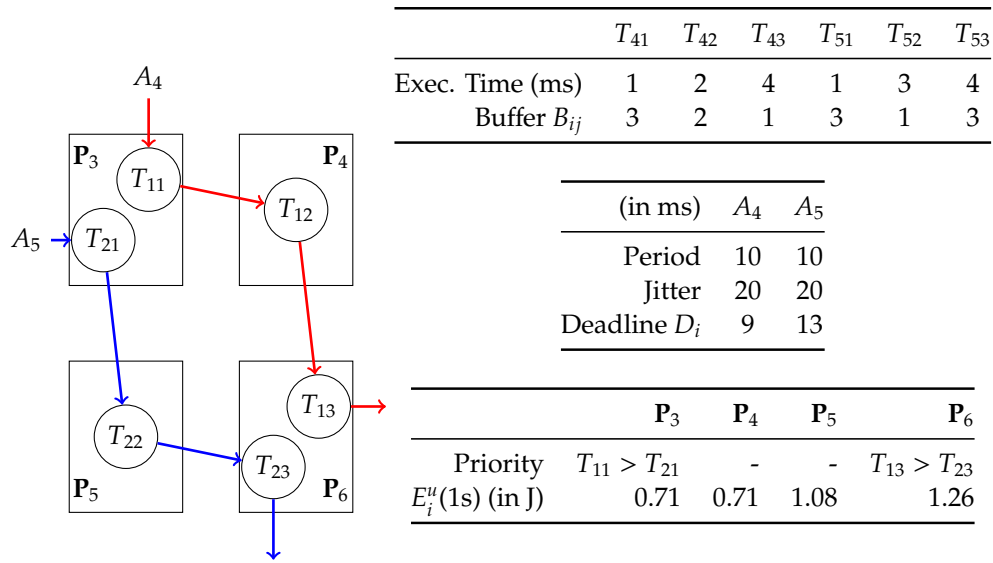 A₄
P₃
T₁₁
P₄
T₁₂
A₅
T₂₁
T₂₂
P₅
T₁₃
T₂₃
P₆
T₄₁ T₄₂ T₄₃ T₅₁ T₅₂ T₅₃
Exec. Time (ms) 1 2 4 1 3 4
Buffer Bᵢⱼ 3 2 1 3 1 3
(in ms) A₄ A₅
Period 10 10
Jitter 20 20
Deadline Dᵢ 9 13
P₃ P₄ P₅ P₆
Priority T₁₁ > T₂₁ - - T₁₃ > T₂₃
Eᵢᵘ(1s) (in J) 0.71 0.71 1.08 1.26